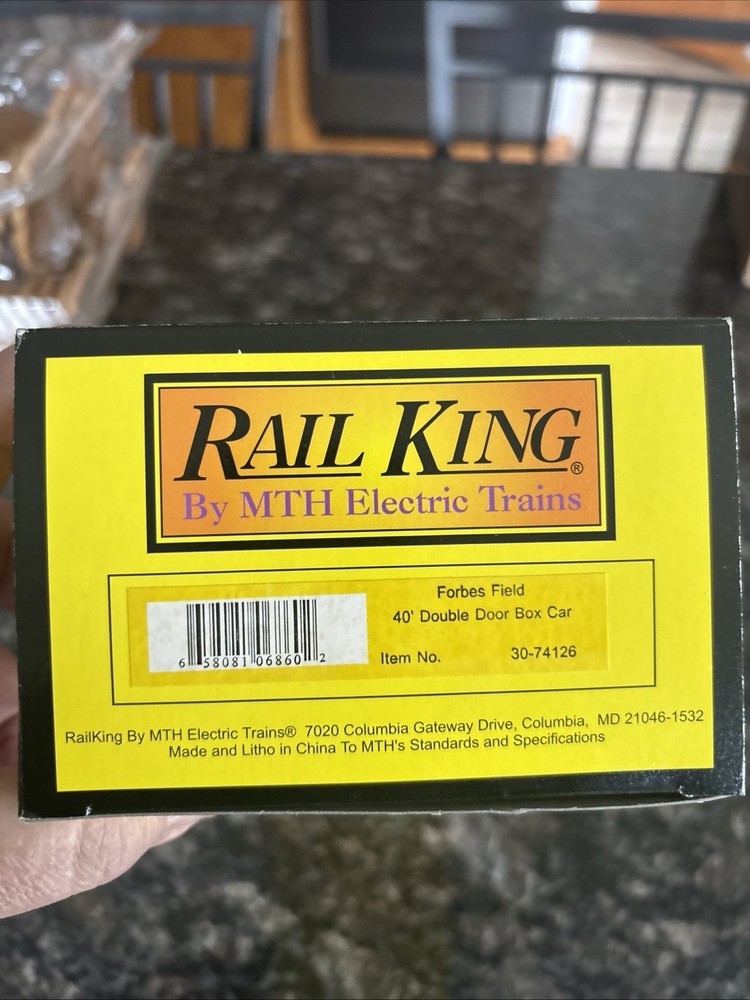 RAIL KING®
By MTH Electric Trains
Forbes Field
40' Double Door Box Car
6 58081 06860 2
Item No. 30-74126
RailKing By MTH Electric Trains® 7020 Columbia Gateway Drive, Columbia, MD 21046-1532
Made and Litho in China To MTH's Standards and Specifications